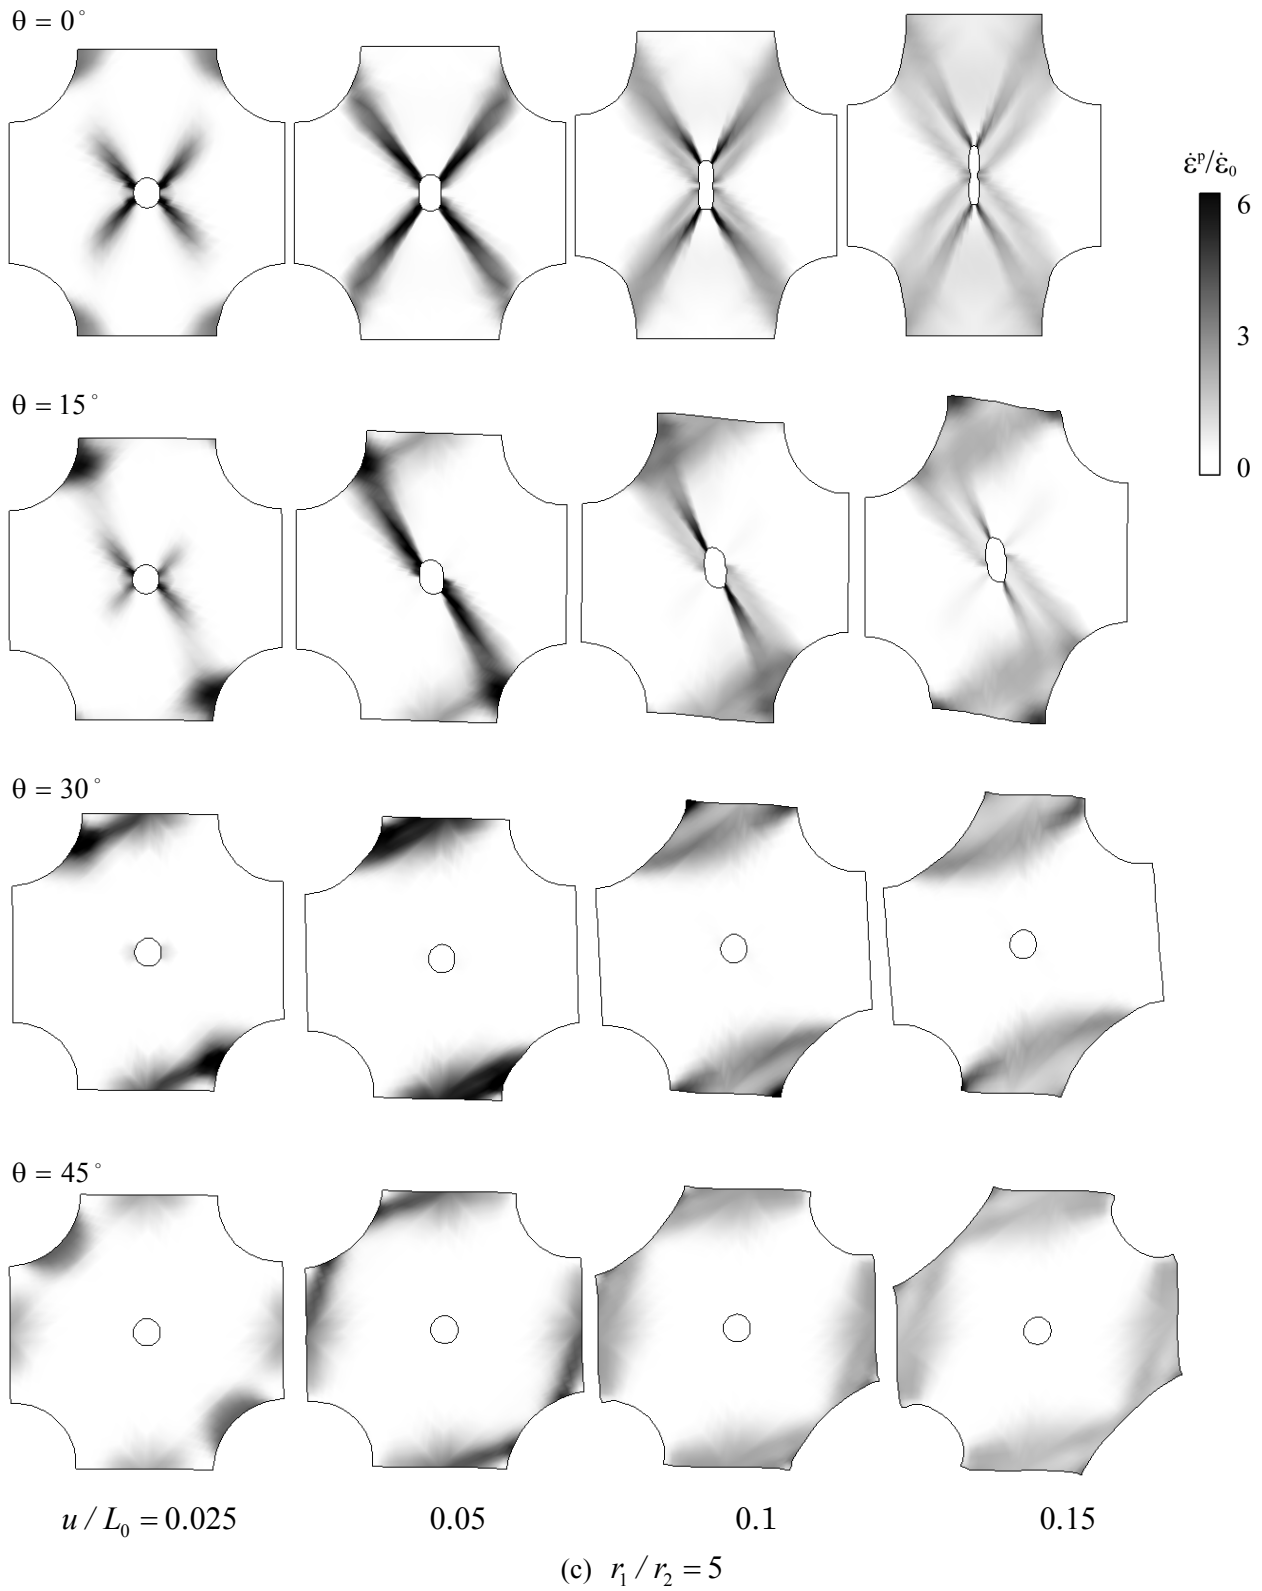 θ = 0°
ε̇ᵖ/ε̇₀
6
3
0
θ = 15°
θ = 30°
θ = 45°
u / L₀ = 0.025 0.05 0.1 0.15
(c) r₁ / r₂ = 5